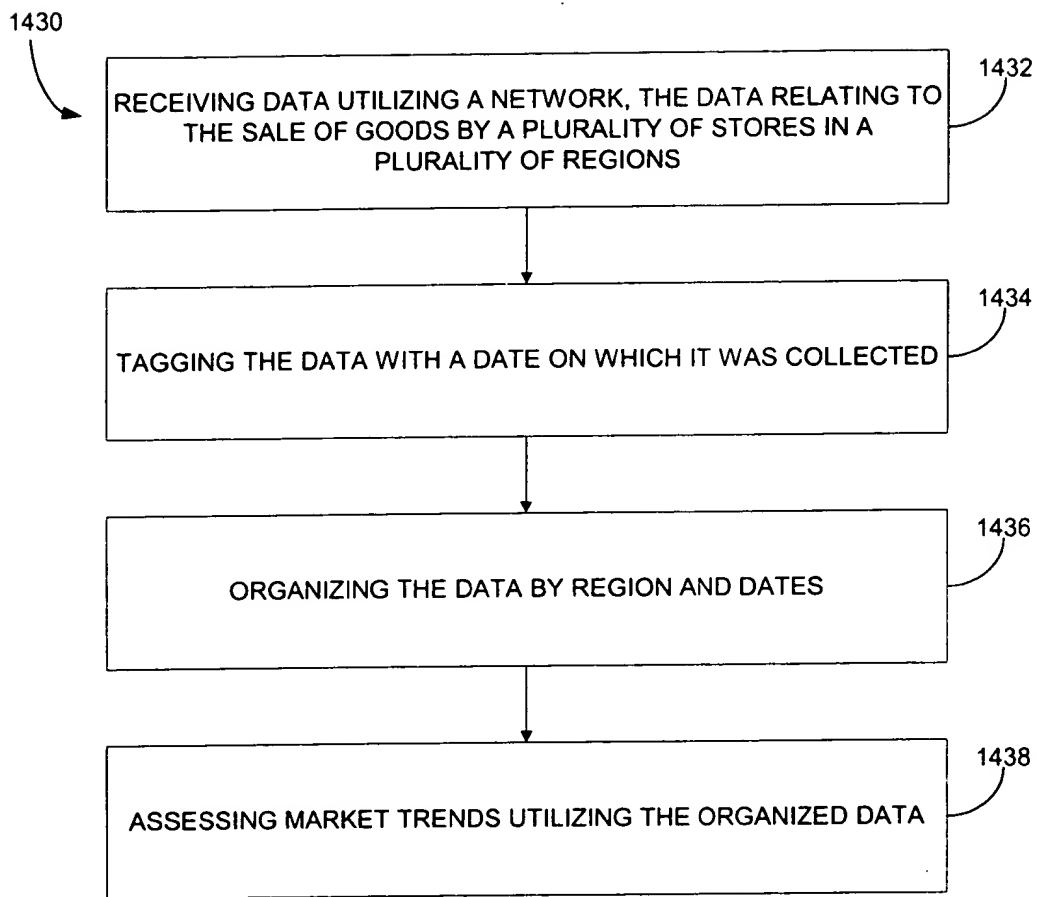 1430
1432
RECEIVING DATA UTILIZING A NETWORK, THE DATA RELATING TO
THE SALE OF GOODS BY A PLURALITY OF STORES IN A
PLURALITY OF REGIONS
1434
TAGGING THE DATA WITH A DATE ON WHICH IT WAS COLLECTED
1436
ORGANIZING THE DATA BY REGION AND DATES
1438
ASSESSING MARKET TRENDS UTILIZING THE ORGANIZED DATA